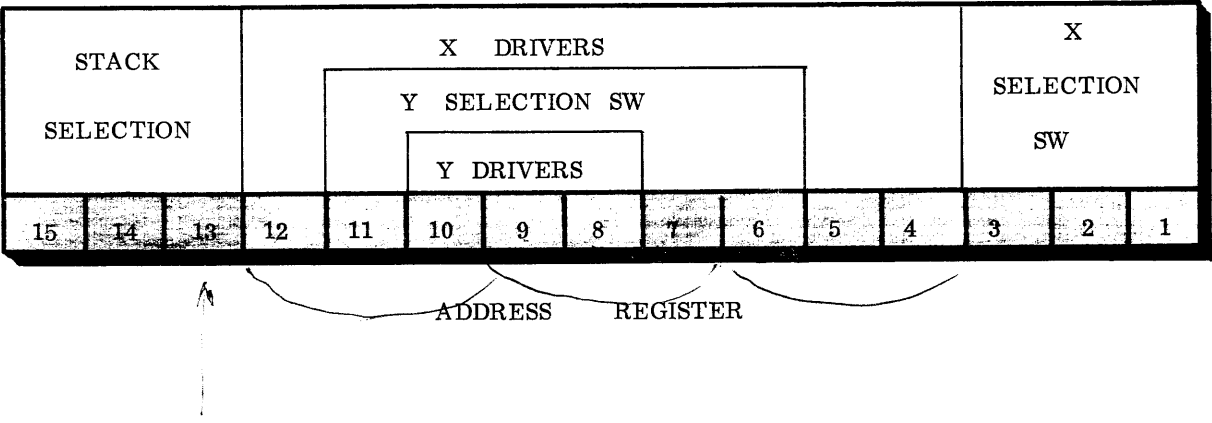 STACK
SELECTION
X DRIVERS
Y SELECTION SW
Y DRIVERS
X
SELECTION
SW
15 14 13 12 11 10 9 8 7 6 5 4 3 2 1
ADDRESS REGISTER